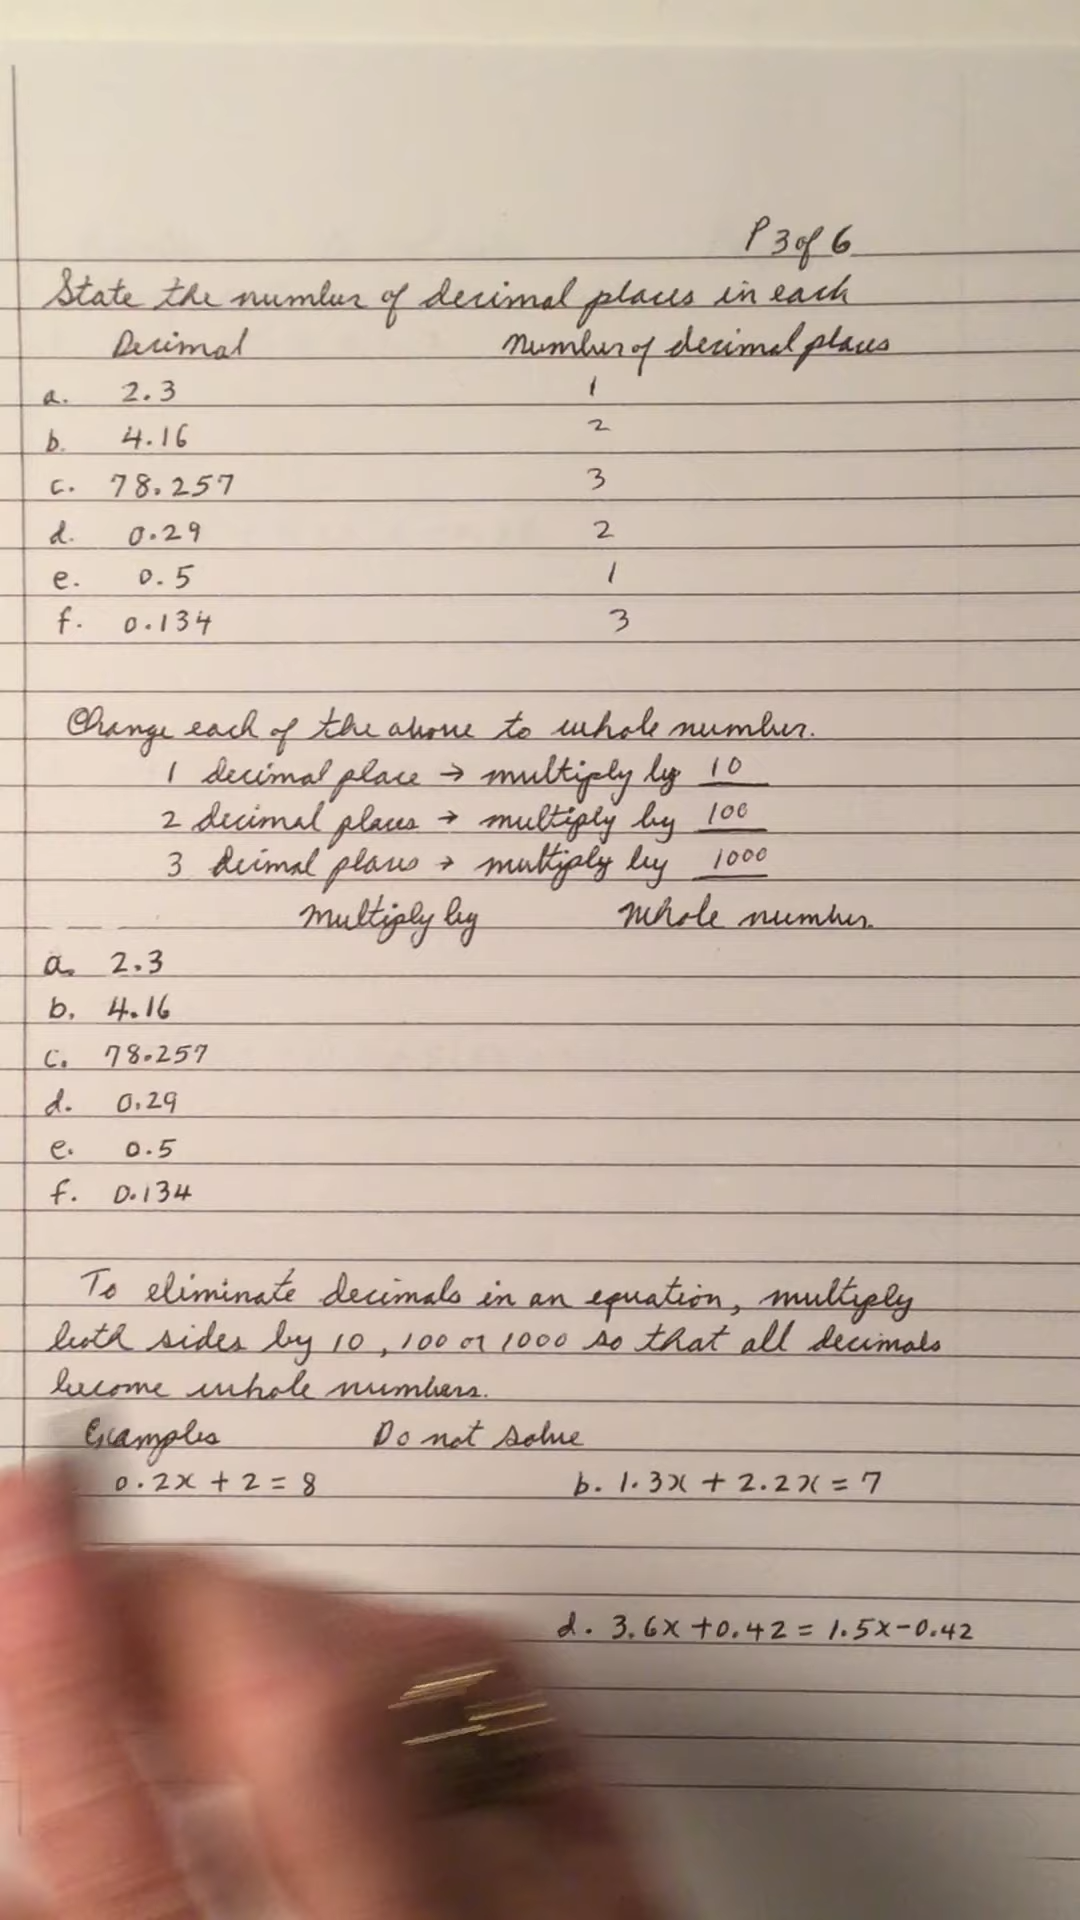 P 3 of 6
State the number of decimal places in each
Decimal Number of decimal places
a. 2.3 1
b. 4.16 2
c. 78.257 3
d. 0.29 2
e. 0.5 1
f. 0.134 3
Change each of the above to whole number.
1 decimal place → multiply by 10
2 decimal places → multiply by 100
3 decimal places → multiply by 1000
Multiply by Whole number.
a. 2.3
b. 4.16
c. 78.257
d. 0.29
e. 0.5
f. 0.134
To eliminate decimals in an equation, multiply
both sides by 10, 100 or 1000 so that all decimals
become whole numbers.
Examples Do not solve
0.2x + 2 = 8 b. 1.3x + 2.2x = 7
d. 3.6x + 0.42 = 1.5x - 0.42